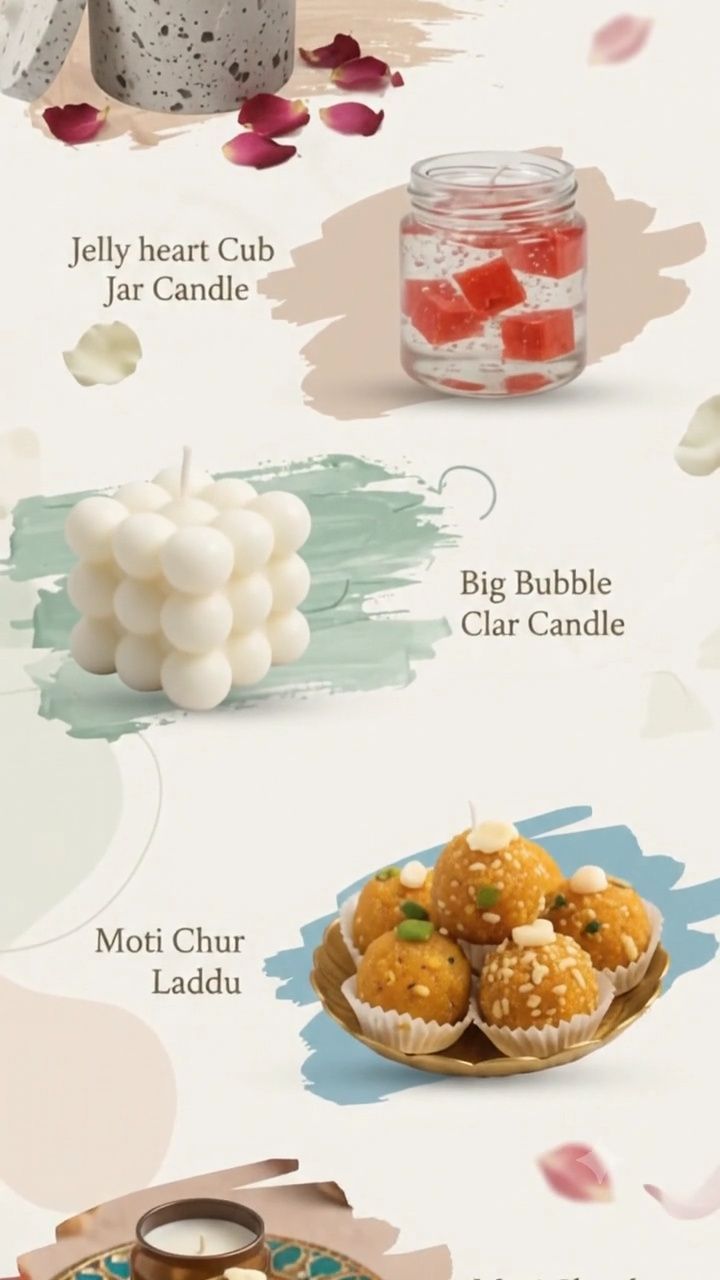 Jelly heart Cub
Jar Candle
Big Bubble
Clar Candle
Moti Chur
Laddu